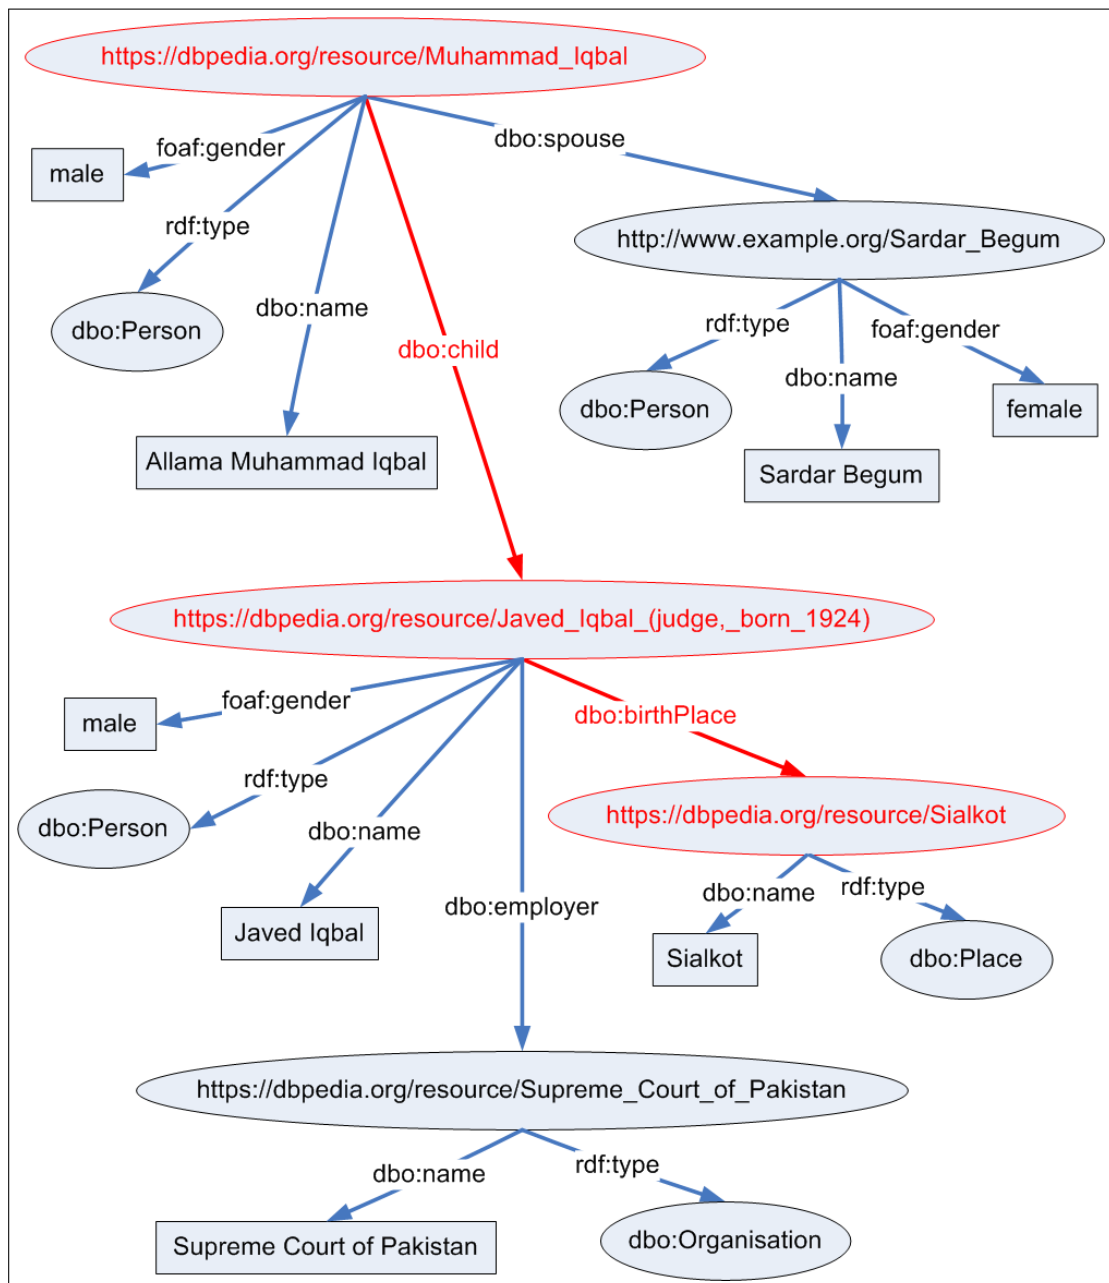 https://dbpedia.org/resource/Muhammad_Iqbal
foaf:gender
dbo:spouse
male
rdf:type
http://www.example.org/Sardar_Begum
dbo:name
dbo:Person
rdf:type
foaf:gender
dbo:child
dbo:name
dbo:Person
female
Allama Muhammad Iqbal
Sardar Begum
https://dbpedia.org/resource/Javed_Iqbal_(judge,_born_1924)
foaf:gender
dbo:birthPlace
male
rdf:type
https://dbpedia.org/resource/Sialkot
dbo:Person
dbo:name
dbo:name
rdf:type
dbo:employer
Javed Iqbal
Sialkot
dbo:Place
https://dbpedia.org/resource/Supreme_Court_of_Pakistan
dbo:name
rdf:type
Supreme Court of Pakistan
dbo:Organisation